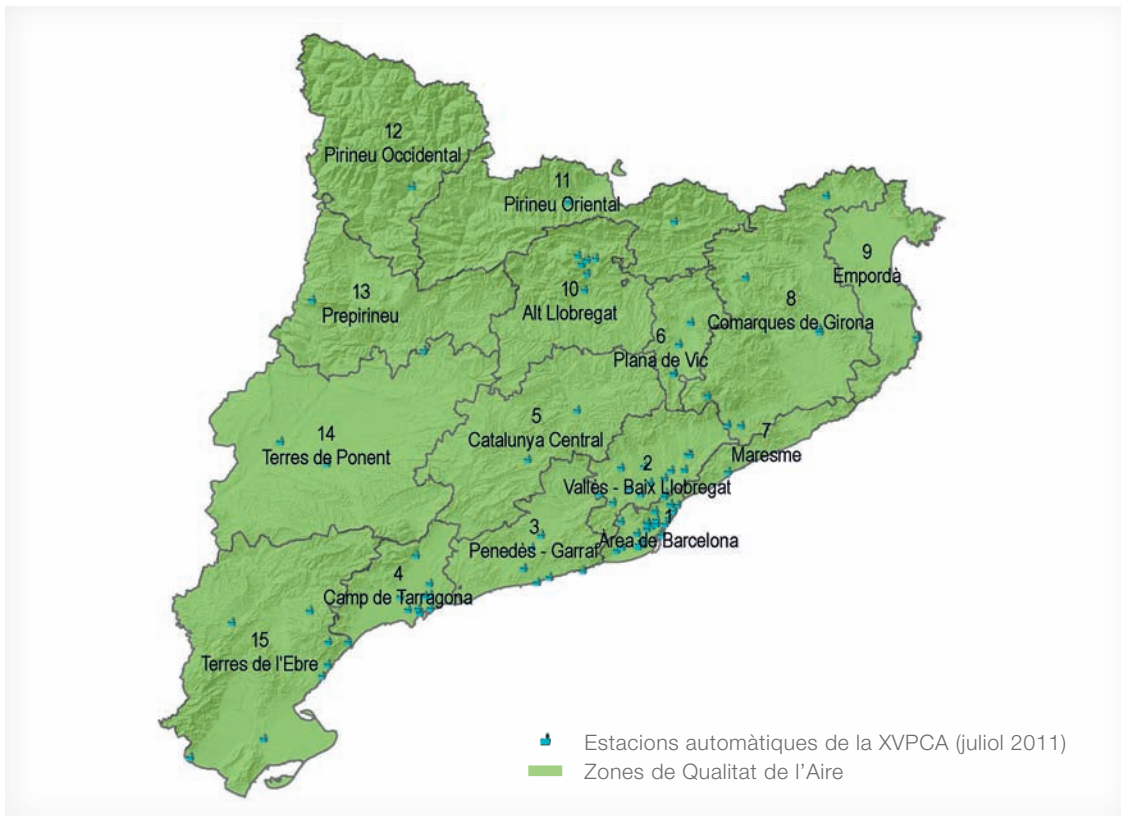 12
Pirineu Occidental
11
Pirineu Oriental
9
Empordà
13
Prepirineu
10
Alt Llobregat
8
Comarques de Girona
6
Plana de Vic
5
Catalunya Central
14
Terres de Ponent
7
Maresme
2
Vallès - Baix Llobregat
1
Àrea de Barcelona
3
Penedès - Garraf
4
Camp de Tarragona
15
Terres de l'Ebre
Estacions automàtiques de la XVPCA (juliol 2011)
Zones de Qualitat de l'Aire